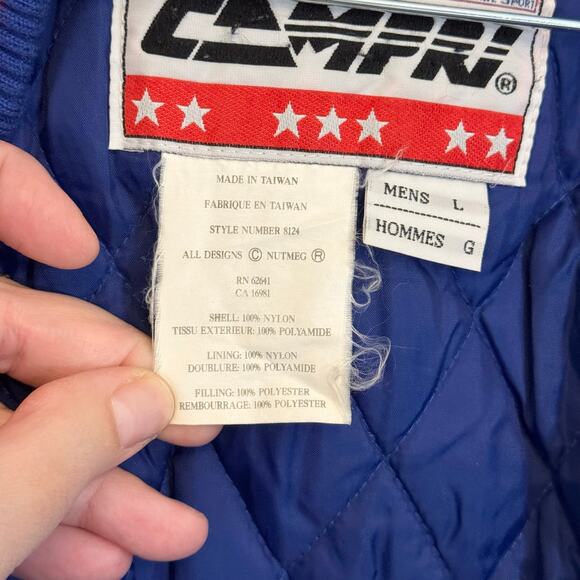 SPORT
CAMPRI®
MADE IN TAIWAN
FABRIQUE EN TAIWAN
STYLE NUMBER 8124
ALL DESIGNS © NUTMEG ®
RN 62641
CA 16981
SHELL: 100% NYLON
TISSU EXTERIEUR: 100% POLYAMIDE
LINING: 100% NYLON
DOUBLURE: 100% POLYAMIDE
FILLING: 100% POLYESTER
REMBOURRAGE: 100% POLYESTER
MENS L
HOMMES G